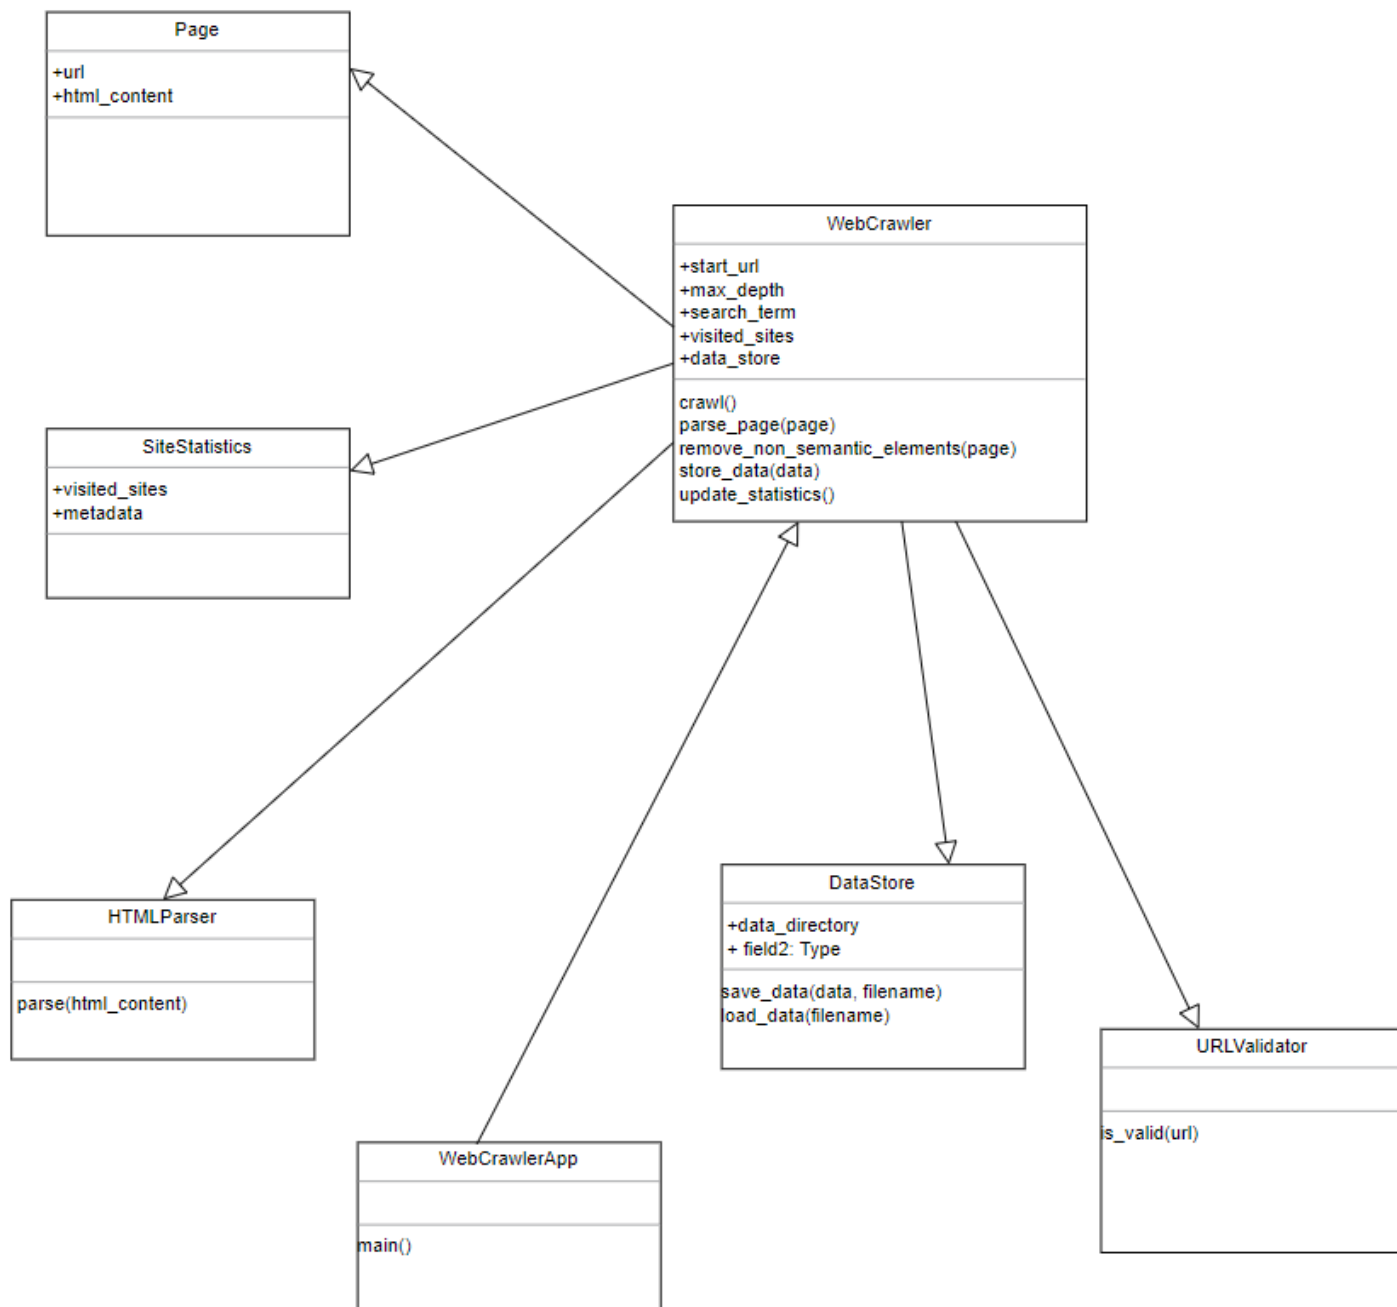 Page
+url
+html_content
WebCrawler
+start_url
+max_depth
+search_term
+visited_sites
+data_store
crawl()
parse_page(page)
remove_non_semantic_elements(page)
store_data(data)
update_statistics()
SiteStatistics
+visited_sites
+metadata
HTMLParser
parse(html_content)
DataStore
+data_directory
+ field2: Type
save_data(data, filename)
load_data(filename)
URLValidator
is_valid(url)
WebCrawlerApp
main()